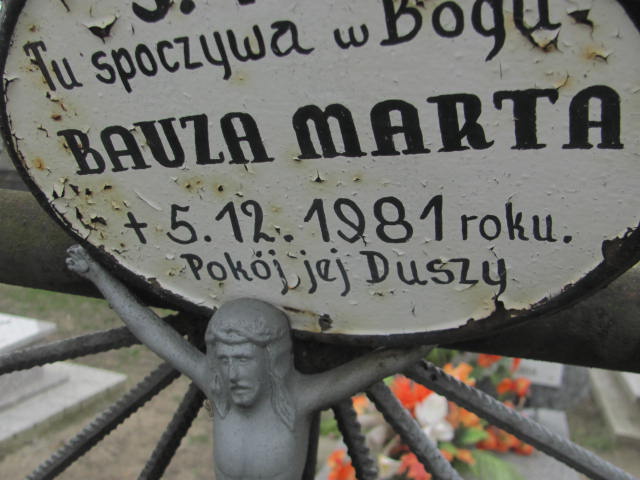 Tu spoczywa w Bogu
BAUZA MARTA
+ 5.12.1981 roku.
Pokój jej Duszy